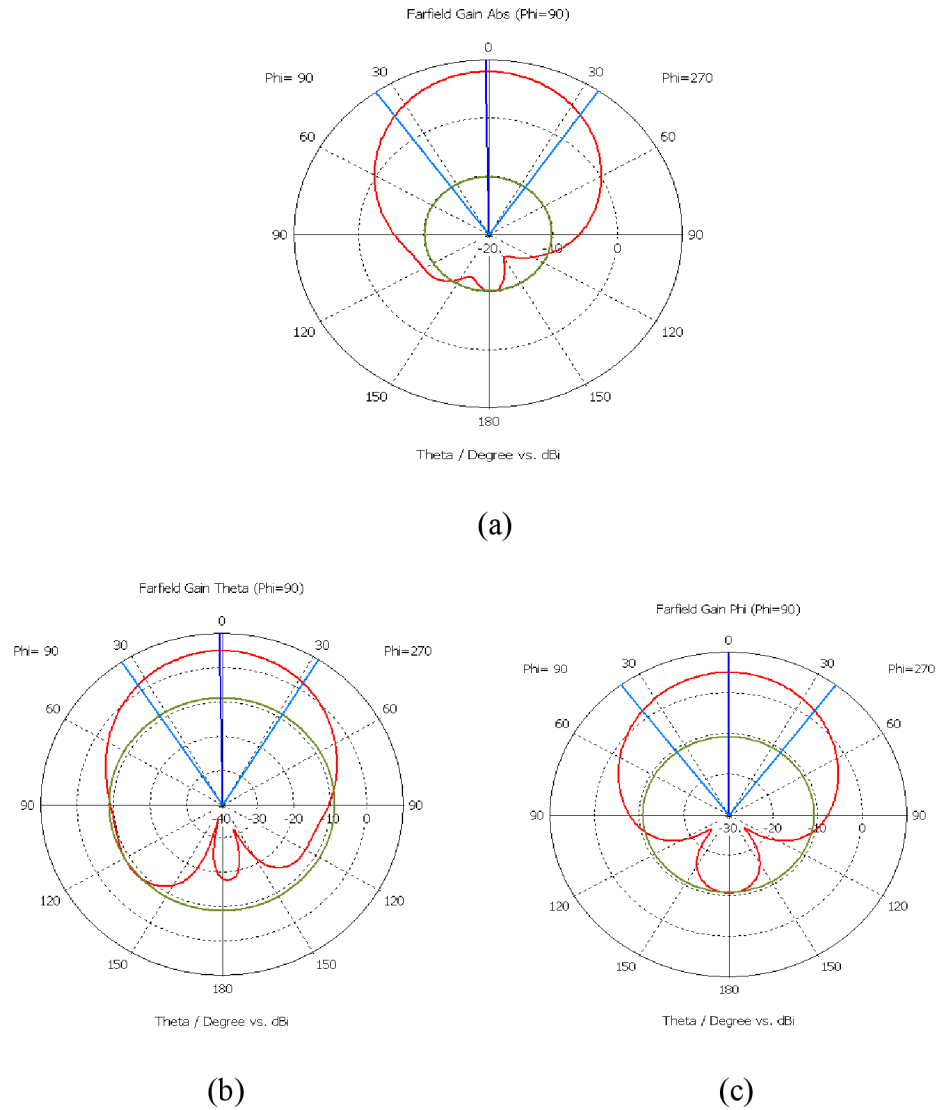 Farfield Gain Abs (Phi=90)
0
Phi= 90 30 30 Phi=270
60 60
90 -20 -10 0 90
120 120
150 150
180
Theta / Degree vs. dBi
(a)
Farfield Gain Theta (Phi=90)
0
Phi= 90 30 30 Phi=270
60 60
90 -40 -30 -20 -10 0 90
120 120
150 150
180
Theta / Degree vs. dBi
(b)
Farfield Gain Phi (Phi=90)
0
Phi= 90 30 30 Phi=270
60 60
90 -30 -20 -10 0 90
120 120
150 150
180
Theta / Degree vs. dBi
(c)